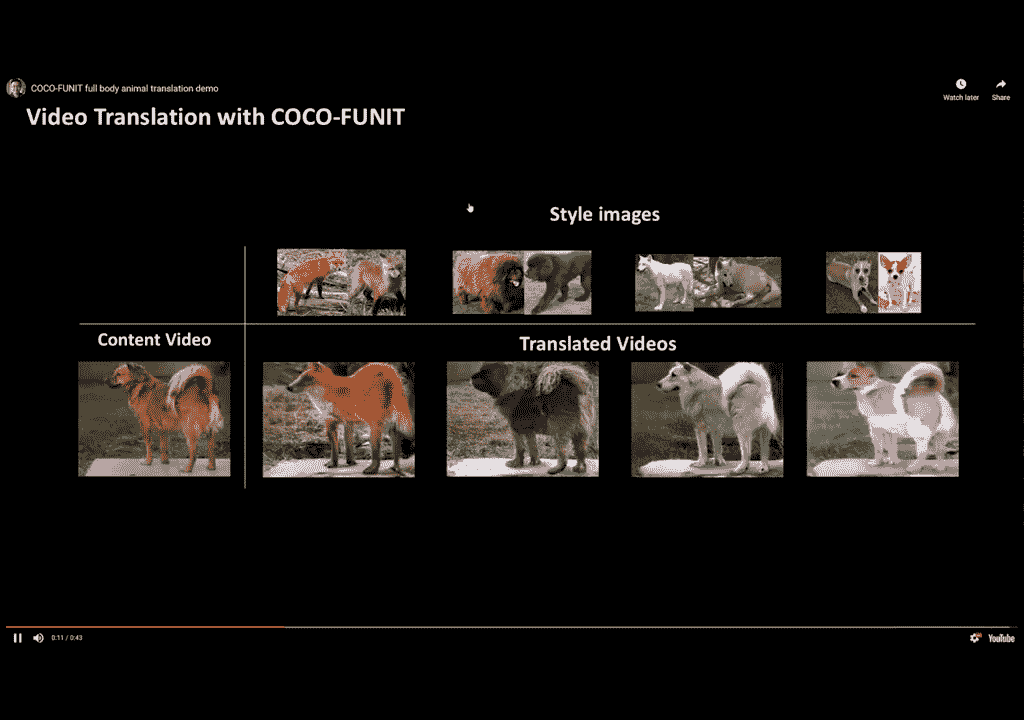 COCO-FUNIT full body animal translation demo
Watch later
Share
Video Translation with COCO-FUNIT
Style images
Content Video
Translated Videos
0:11 / 0:43
YouTube